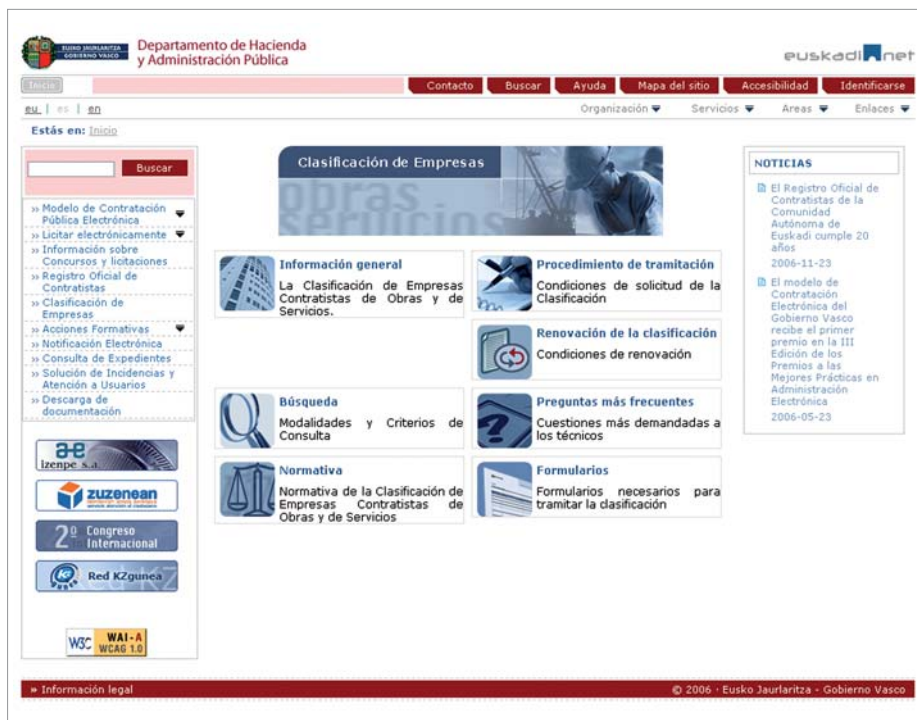 EUSKO JAURLARITZA
GOBIERNO VASCO
Departamento de Hacienda
y Administración Pública
euskadi net
Inicio
Contacto
Buscar
Ayuda
Mapa del sitio
Accesibilidad
Identificarse
eu | es | en
Organización
Servicios
Areas
Enlaces
Estás en: Inicio
Buscar
» Modelo de Contratación
Pública Electrónica
» Licitar electrónicamente
» Información sobre
Concursos y licitaciones
» Registro Oficial de
Contratistas
» Clasificación de
Empresas
» Acciones Formativas
» Notificación Electrónica
» Consulta de Expedientes
» Solución de Incidencias y
Atención a Usuarios
» Descarga de
documentación
izenpe s.a.
zuzenean
2º Congreso
Internacional
Red KZgunea
W3C WAI-A
WCAG 1.0
Clasificación de Empresas
obras
servicios
Información general
La Clasificación de Empresas
Contratistas de Obras y de
Servicios.
Procedimiento de tramitación
Condiciones de solicitud de la
Clasificación
Renovación de la clasificación
Condiciones de renovación
Búsqueda
Modalidades y Criterios de
Consulta
Preguntas más frecuentes
Cuestiones más demandadas a
los técnicos
Normativa
Normativa de la Clasificación de
Empresas Contratistas de
Obras y de Servicios
Formularios
Formularios necesarios para
tramitar la clasificación
NOTICIAS
El Registro Oficial de
Contratistas de la
Comunidad
Autónoma de
Euskadi cumple 20
años
2006-11-23
El modelo de
Contratación
Electrónica del
Gobierno Vasco
recibe el primer
premio en la III
Edición de los
Premios a las
Mejores Prácticas en
Administración
Electrónica
2006-05-23
» Información legal
© 2006 · Eusko Jaurlaritza - Gobierno Vasco